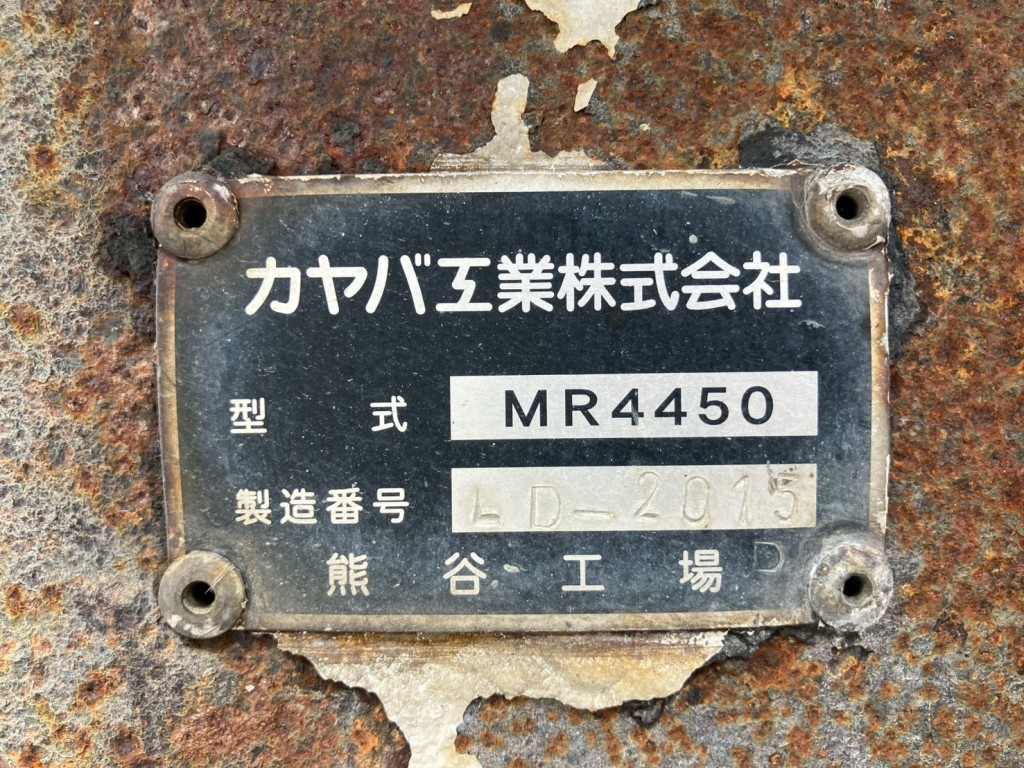 カヤバ工業株式会社
型式 MR4450
製造番号 LD-2015
D
熊谷工場